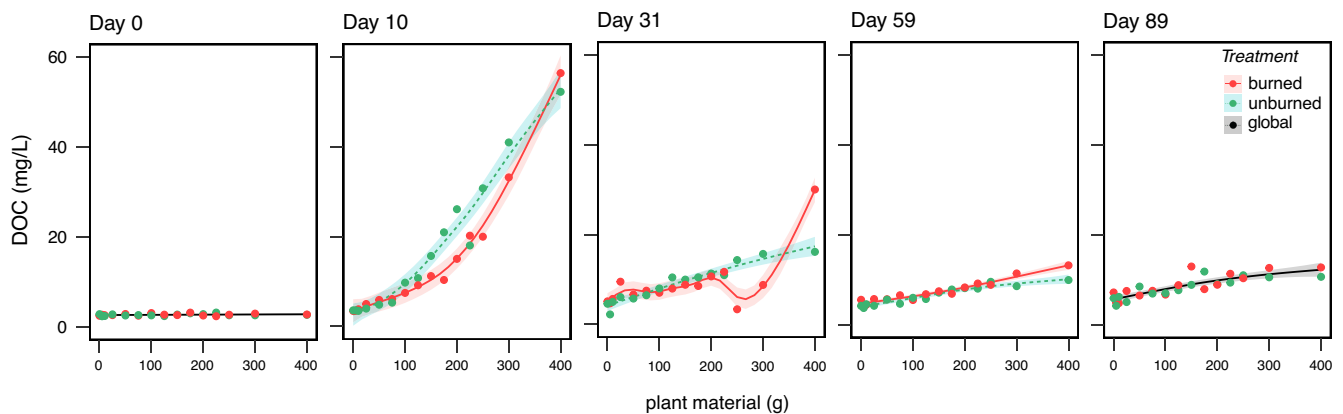 Day 0
Day 10
Day 31
Day 59
Day 89
DOC (mg/L)
60
40
20
0
Treatment
burned
unburned
global
0 100 200 300 400
0 100 200 300 400
0 100 200 300 400
0 100 200 300 400
0 100 200 300 400
plant material (g)